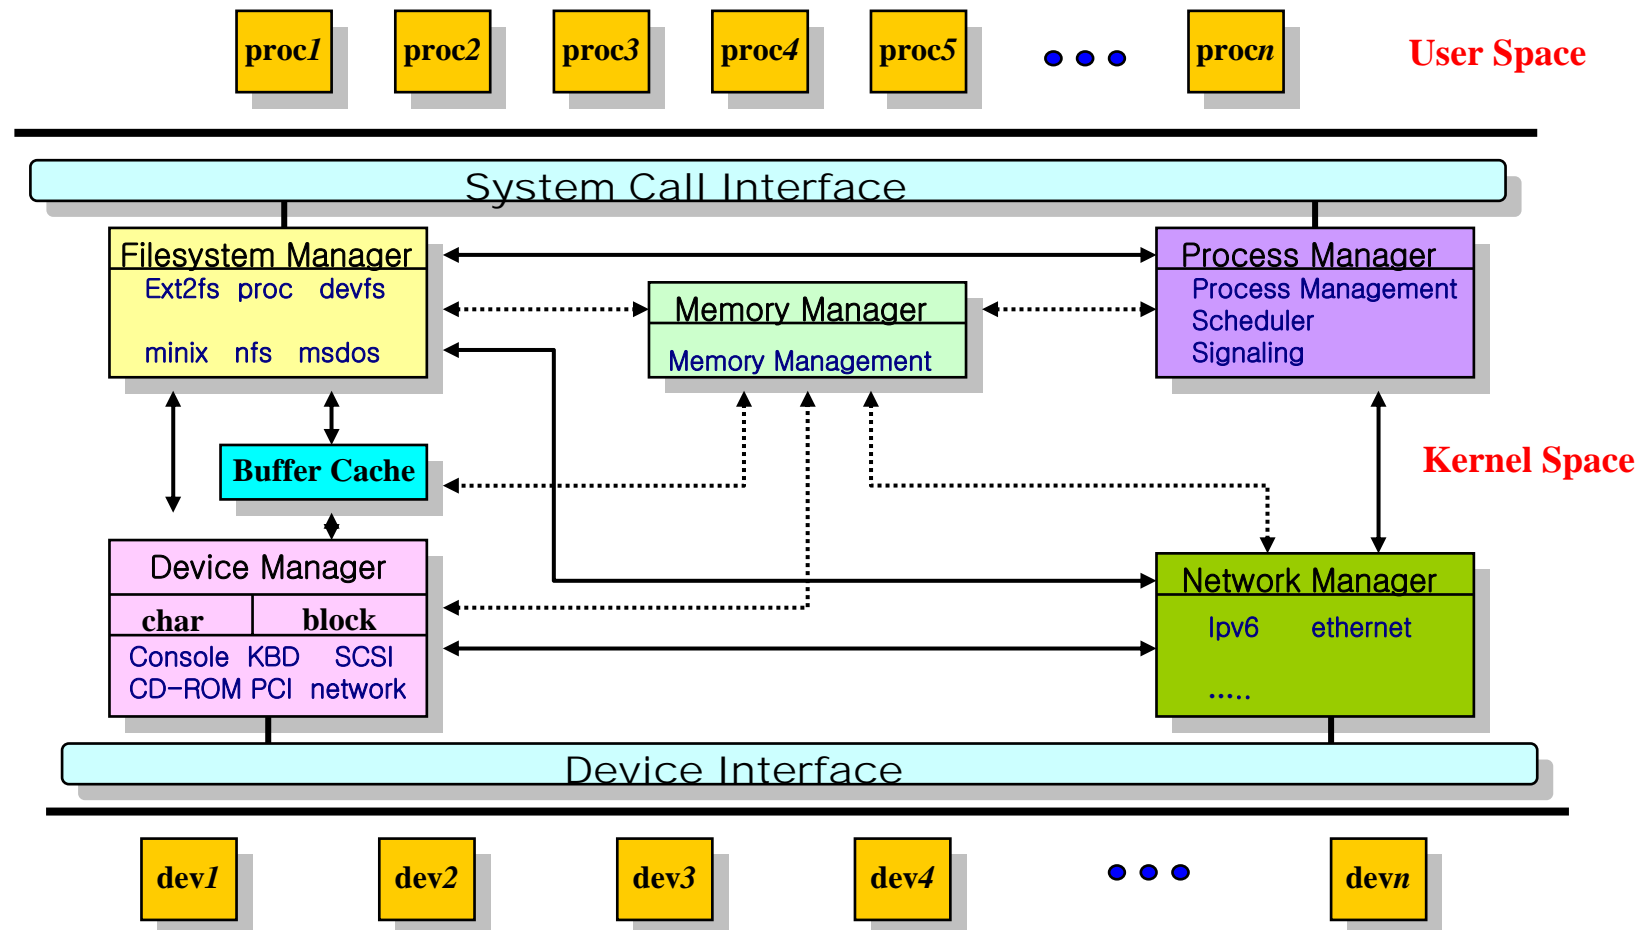 proc1 proc2 proc3 proc4 proc5 procn User Space
System Call Interface
Filesystem Manager
Ext2fs proc devfs
minix nfs msdos
Memory Manager
Memory Management
Process Manager
Process Management
Scheduler
Signaling
Buffer Cache
Kernel Space
Device Manager
char block
Console KBD SCSI
CD-ROM PCI network
Network Manager
Ipv6 ethernet
.....
Device Interface
dev1 dev2 dev3 dev4 devn